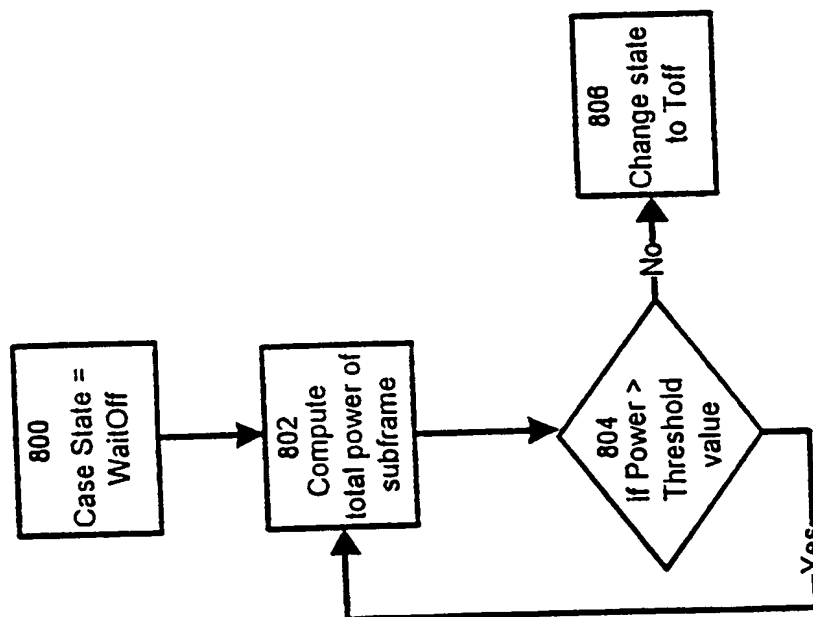 800
Case State =
WaitOff
802
Compute
total power of
subframe
804
If Power >
Threshold
value
No
806
Change state
to Toff
Yes